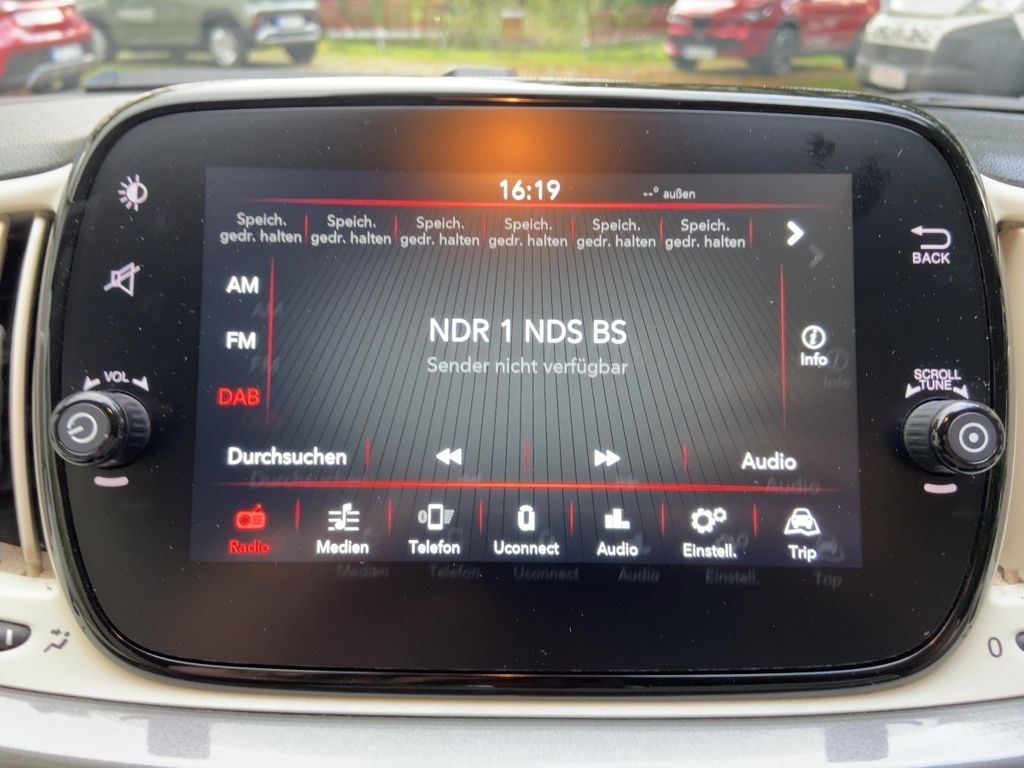 16:19
--° außen
Speich. gedr. halten
Speich. gedr. halten
Speich. gedr. halten
Speich. gedr. halten
Speich. gedr. halten
Speich. gedr. halten
BACK
AM
FM
DAB
NDR 1 NDS BS
Sender nicht verfügbar
Info
VOL
SCROLL
TUNE
Durchsuchen
Audio
Radio
Medien
Telefon
Uconnect
Audio
Einstell.
Trip
0